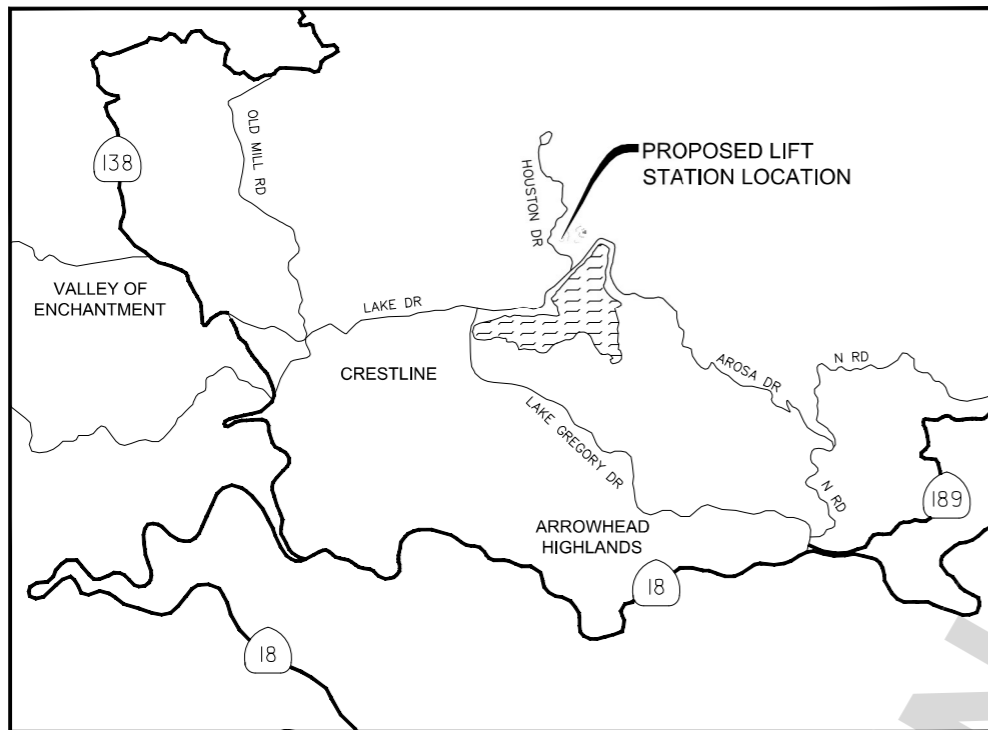 138
OLD MILL RD
HOUSTON DR
PROPOSED LIFT
STATION LOCATION
VALLEY OF
ENCHANTMENT
LAKE DR
CRESTLINE
AROSA DR
N RD
LAKE GREGORY DR
N RD
189
ARROWHEAD
HIGHLANDS
18
18